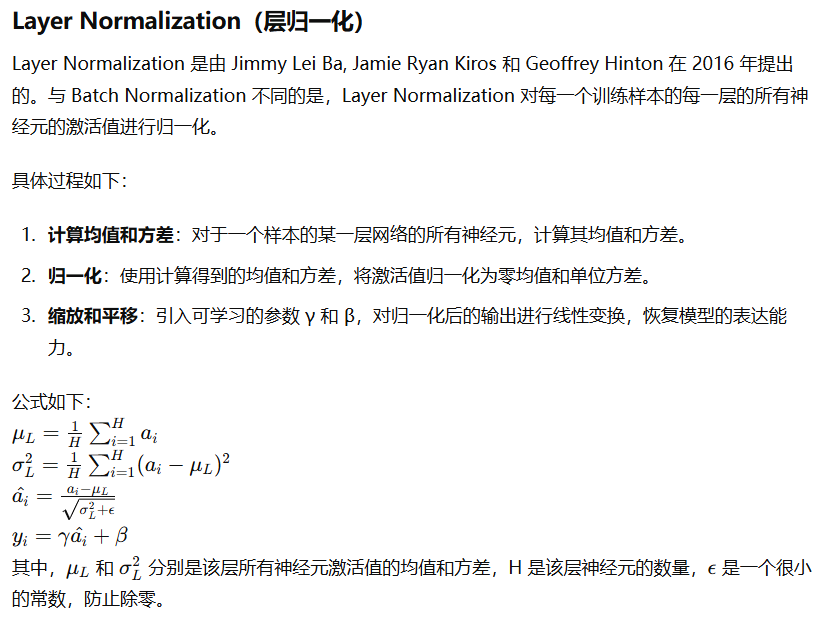 Layer Normalization（层归一化）
Layer Normalization 是由 Jimmy Lei Ba, Jamie Ryan Kiros 和 Geoffrey Hinton 在 2016 年提出
的。与 Batch Normalization 不同的是，Layer Normalization 对每一个训练样本的每一层的所有神
经元的激活值进行归一化。
具体过程如下：
1. 计算均值和方差：对于一个样本的某一层网络的所有神经元，计算其均值和方差。
2. 归一化：使用计算得到的均值和方差，将激活值归一化为零均值和单位方差。
3. 缩放和平移：引入可学习的参数 γ 和 β，对归一化后的输出进行线性变换，恢复模型的表达能
力。
公式如下：
$\mu_L = \frac{1}{H} \sum_{i=1}^{H} a_i$
$\sigma_L^2 = \frac{1}{H} \sum_{i=1}^{H} (a_i - \mu_L)^2$
$\hat{a_i} = \frac{a_i - \mu_L}{\sqrt{\sigma_L^2 + \epsilon}}$
$y_i = \gamma \hat{a_i} + \beta$
其中，$\mu_L$ 和 $\sigma_L^2$ 分别是该层所有神经元激活值的均值和方差，H 是该层神经元的数量，$\epsilon$ 是一个很小
的常数，防止除零。